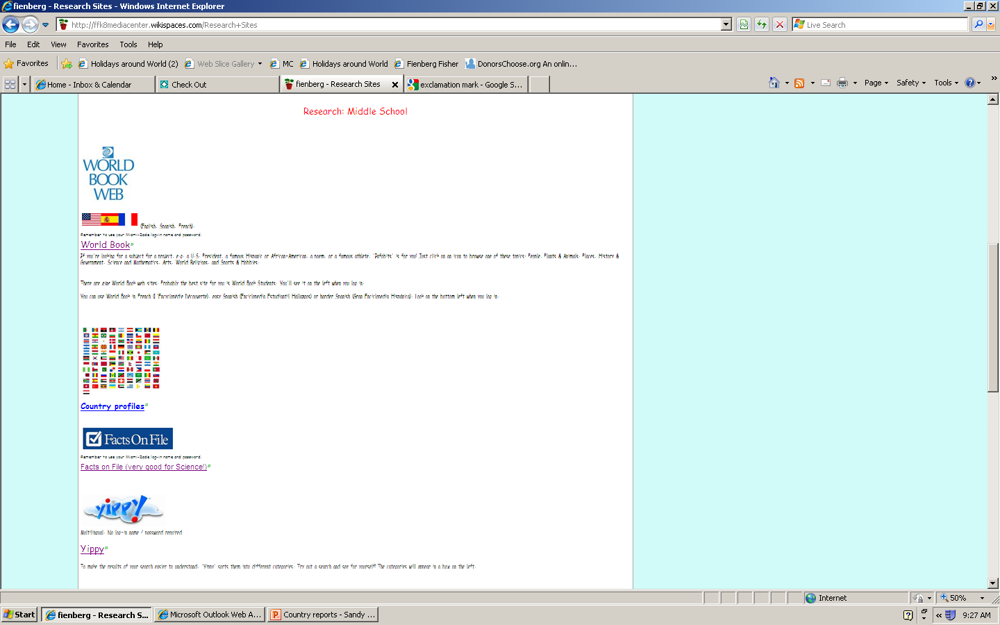 fienberg - Research Sites - Windows Internet Explorer
http://ffk8mediacenter.wikispaces.com/Research+Sites
Live Search
File Edit View Favorites Tools Help
Favorites Holidays around World (2) Web Slice Gallery MC Holidays around World Fienberg Fisher DonorsChoose.org An onlin...
Home - Inbox & Calendar Check Out fienberg - Research Sites exclamation mark - Google S... Page Safety Tools
Research: Middle School
WORLD
BOOK
WEB
(English, Spanish, French).
Remember to use your Miami-Dade log-in name and password.
World Book
If you're looking for a subject for a project, e.g. a U.S. President, a famous Hispanic or African-American, a poem, or a famous athlete, "Infobits" is for you! Just click on an icon to browse one of these topics: People, Plants & Animals, Places, History &
Government, Science and Mathematics, Arts, World Religions, and Sports & Hobbies.
There are nine World Book web sites. Probably the best site for you is World Book Students. You'll see it on the left when you log in.
You can use World Book in French (L'Encyclopédie Découverte), easy Spanish (Enciclopedia Estudiantil Hallazgos) or harder Spanish (Gran Enciclopedia Hispánica). Look on the bottom left when you log in.
Country profiles
Facts On File
Remember to use your Miami-Dade log-in name and password.
Facts on File (very good for Science!)
yippy!
Multilingual. No log-in name / password required
Yippy
To make the results of your search easier to understand, "Yippy" sorts them into different categories. Try out a search and see for yourself! The categories will appear in a box on the left.
Internet 50%
Start fienberg - Research S... Microsoft Outlook Web A... Country reports - Sandy ... 9:27 AM